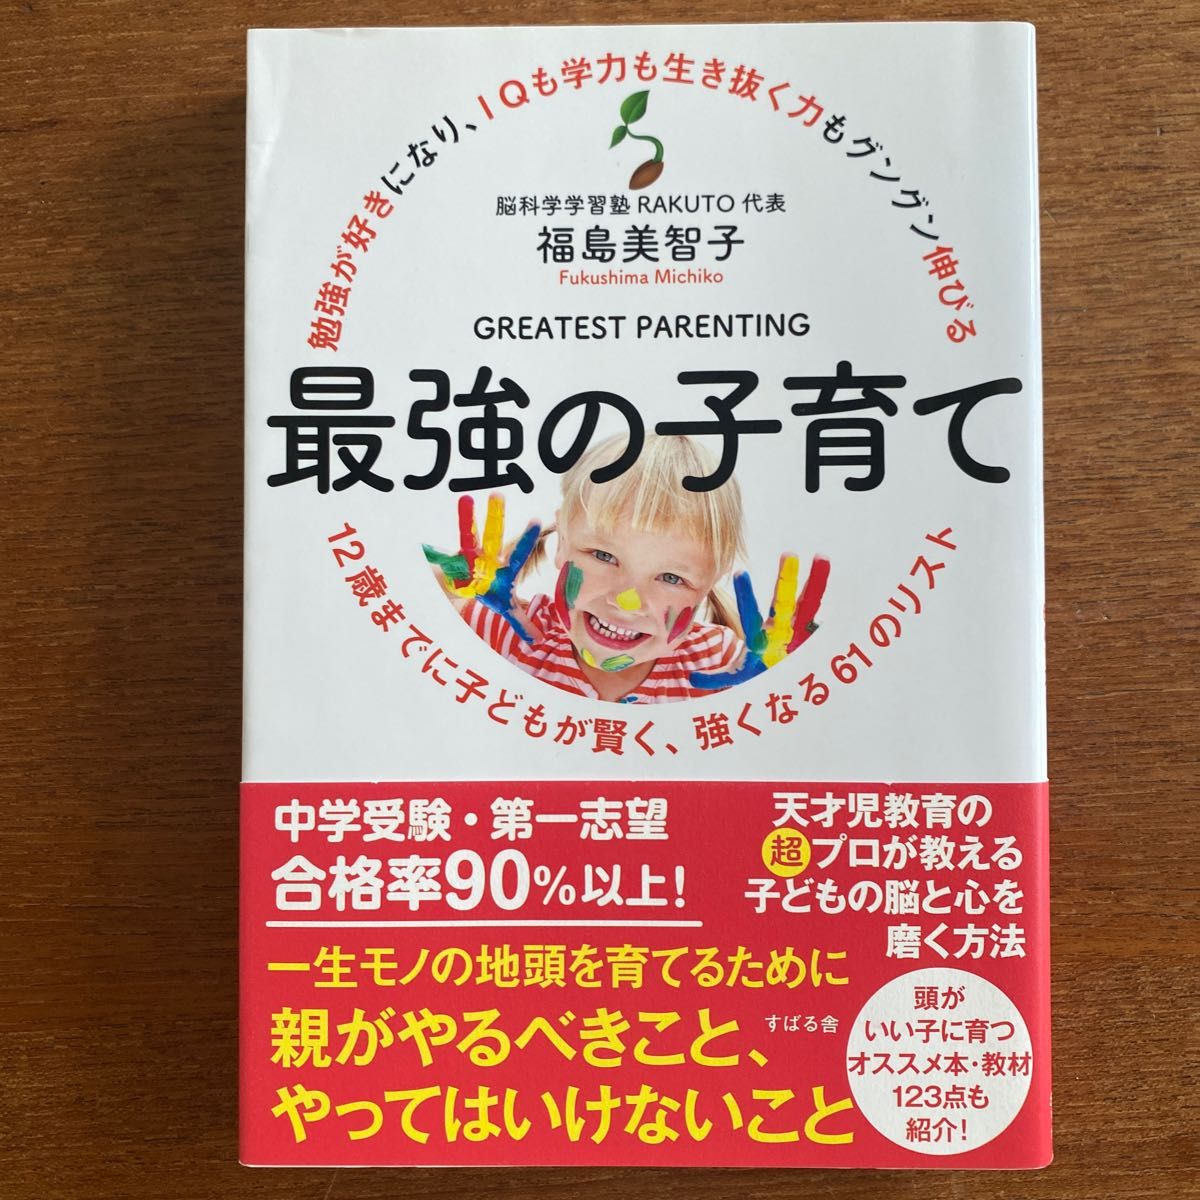 勉強が好きになり、IQも学力も生き抜く力もグングン伸びる
脳科学学習塾 RAKUTO 代表
福島美智子
Fukushima Michiko
GREATEST PARENTING
最強の子育て
12歳までに子どもが賢く、強くなる61のリスト
中学受験・第一志望
合格率90%以上!
天才児教育の
超プロが教える
子どもの脳と心を
磨く方法
一生モノの地頭を育てるために
親がやるべきこと、
やってはいけないこと
すばる舎
頭が
いい子に育つ
オススメ本・教材
123点も
紹介!